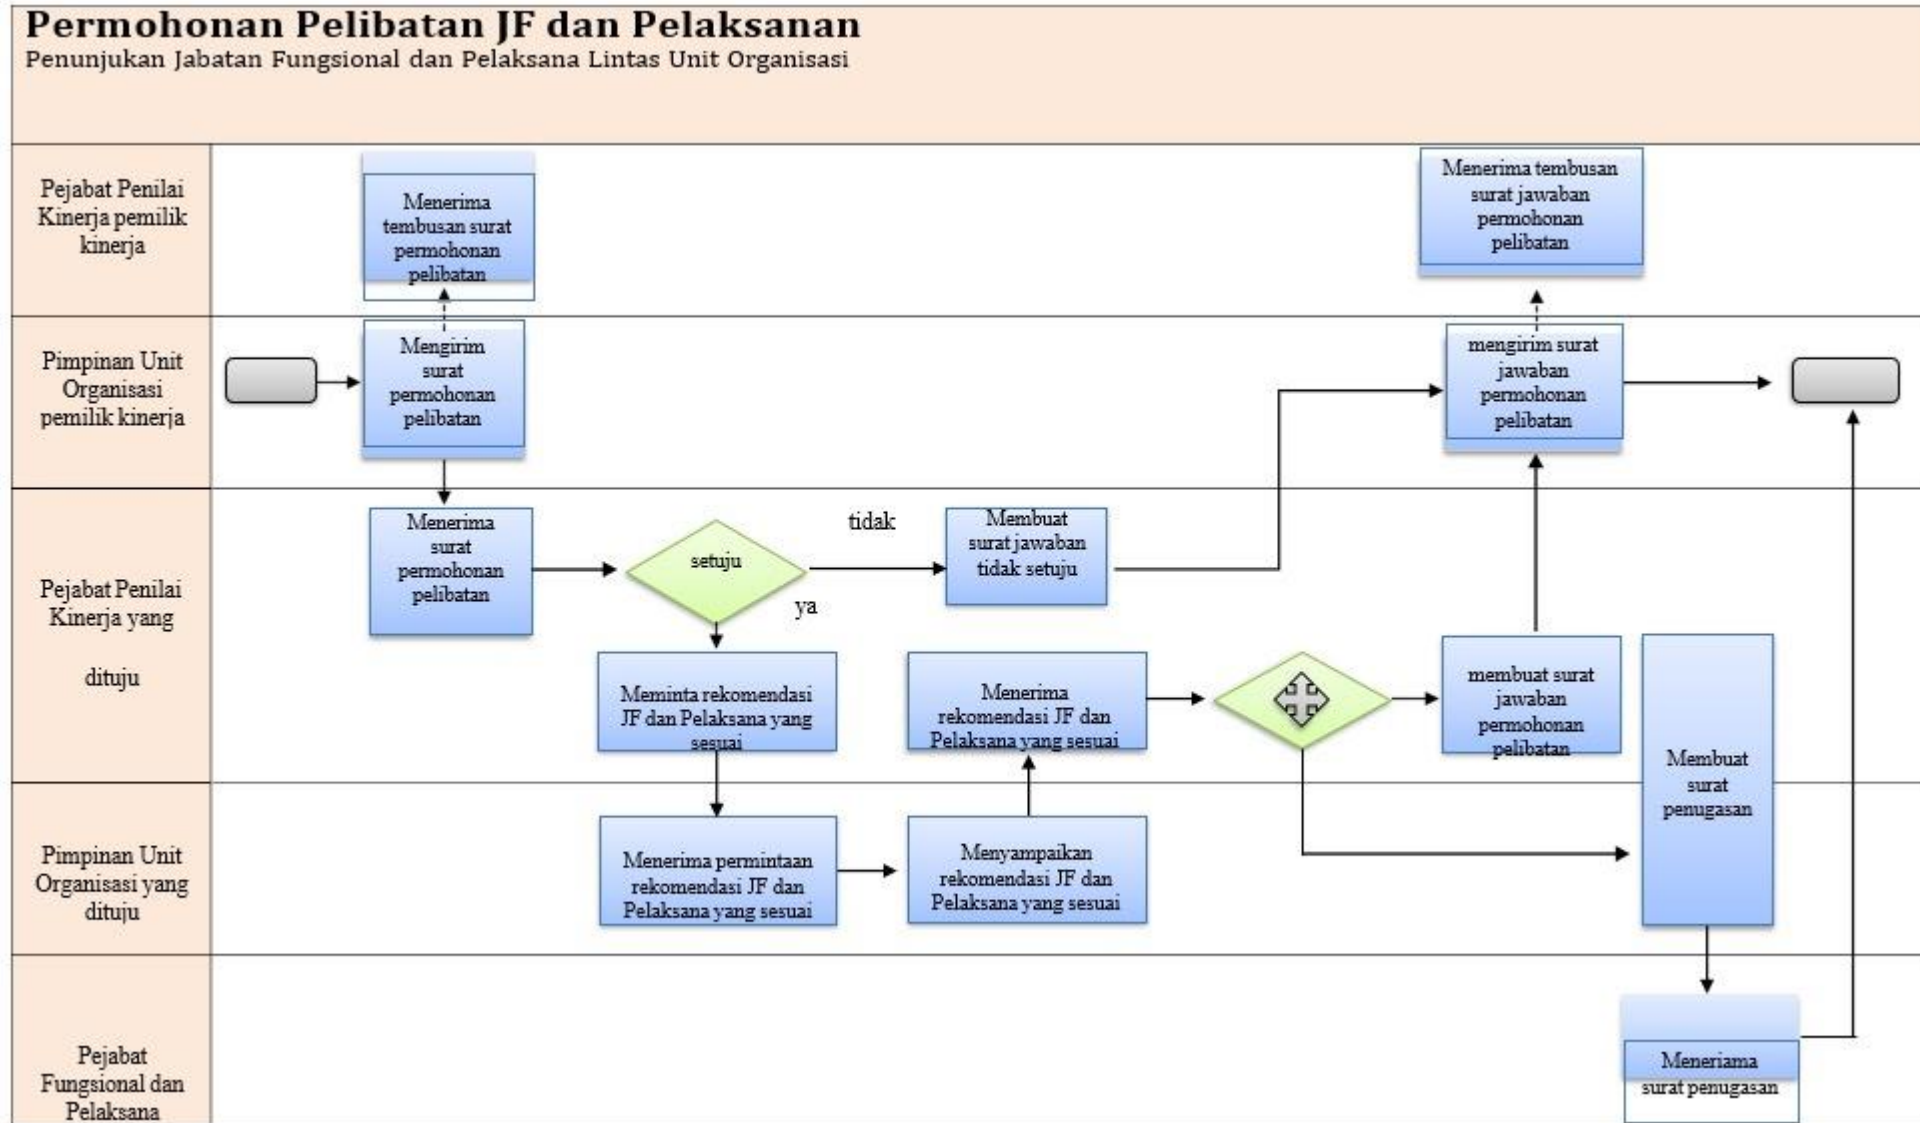 Permohonan Pelibatan JF dan Pelaksanan
Penunjukan Jabatan Fungsional dan Pelaksana Lintas Unit Organisasi
Pejabat Penilai
Kinerja pemilik
kinerja
Menerima
tembusan surat
permohonan
pelibatan
Menerima tembusan
surat jawaban
permohonan
pelibatan
Pimpinan Unit
Organisasi
pemilik kinerja
Mengirim
surat
permohonan
pelibatan
mengirim surat
jawaban
permohonan
pelibatan
Pejabat Penilai
Kinerja yang
dituju
Menerima
surat
permohonan
pelibatan
setuju
tidak
ya
Membuat
surat jawaban
tidak setuju
Meminta rekomendasi
JF dan Pelaksana yang
sesuai
Menerima
rekomendasi JF dan
Pelaksana yang sesuai
membuat surat
jawaban
permohonan
pelibatan
Membuat
surat
penugasan
Pimpinan Unit
Organisasi yang
dituju
Menerima permintaan
rekomendasi JF dan
Pelaksana yang sesuai
Menyampaikan
rekomendasi JF dan
Pelaksana yang sesuai
Pejabat
Fungsional dan
Pelaksana
Meneriama
surat penugasan